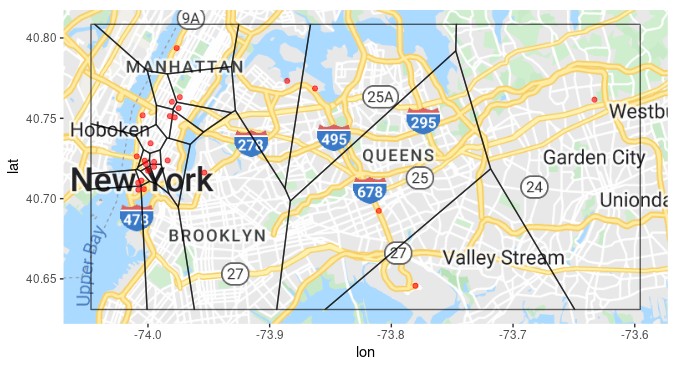 9A
40.80
MANHATTAN
25A
40.75
Westbu
Hoboken
295
278
495
lat
QUEENS
Garden City
New York
678
25
24
40.70
Unionda
478
BROOKLYN
27
Valley Stream
Upper Bay
27
40.65
-74.0
-73.9
-73.8
-73.7
-73.6
lon